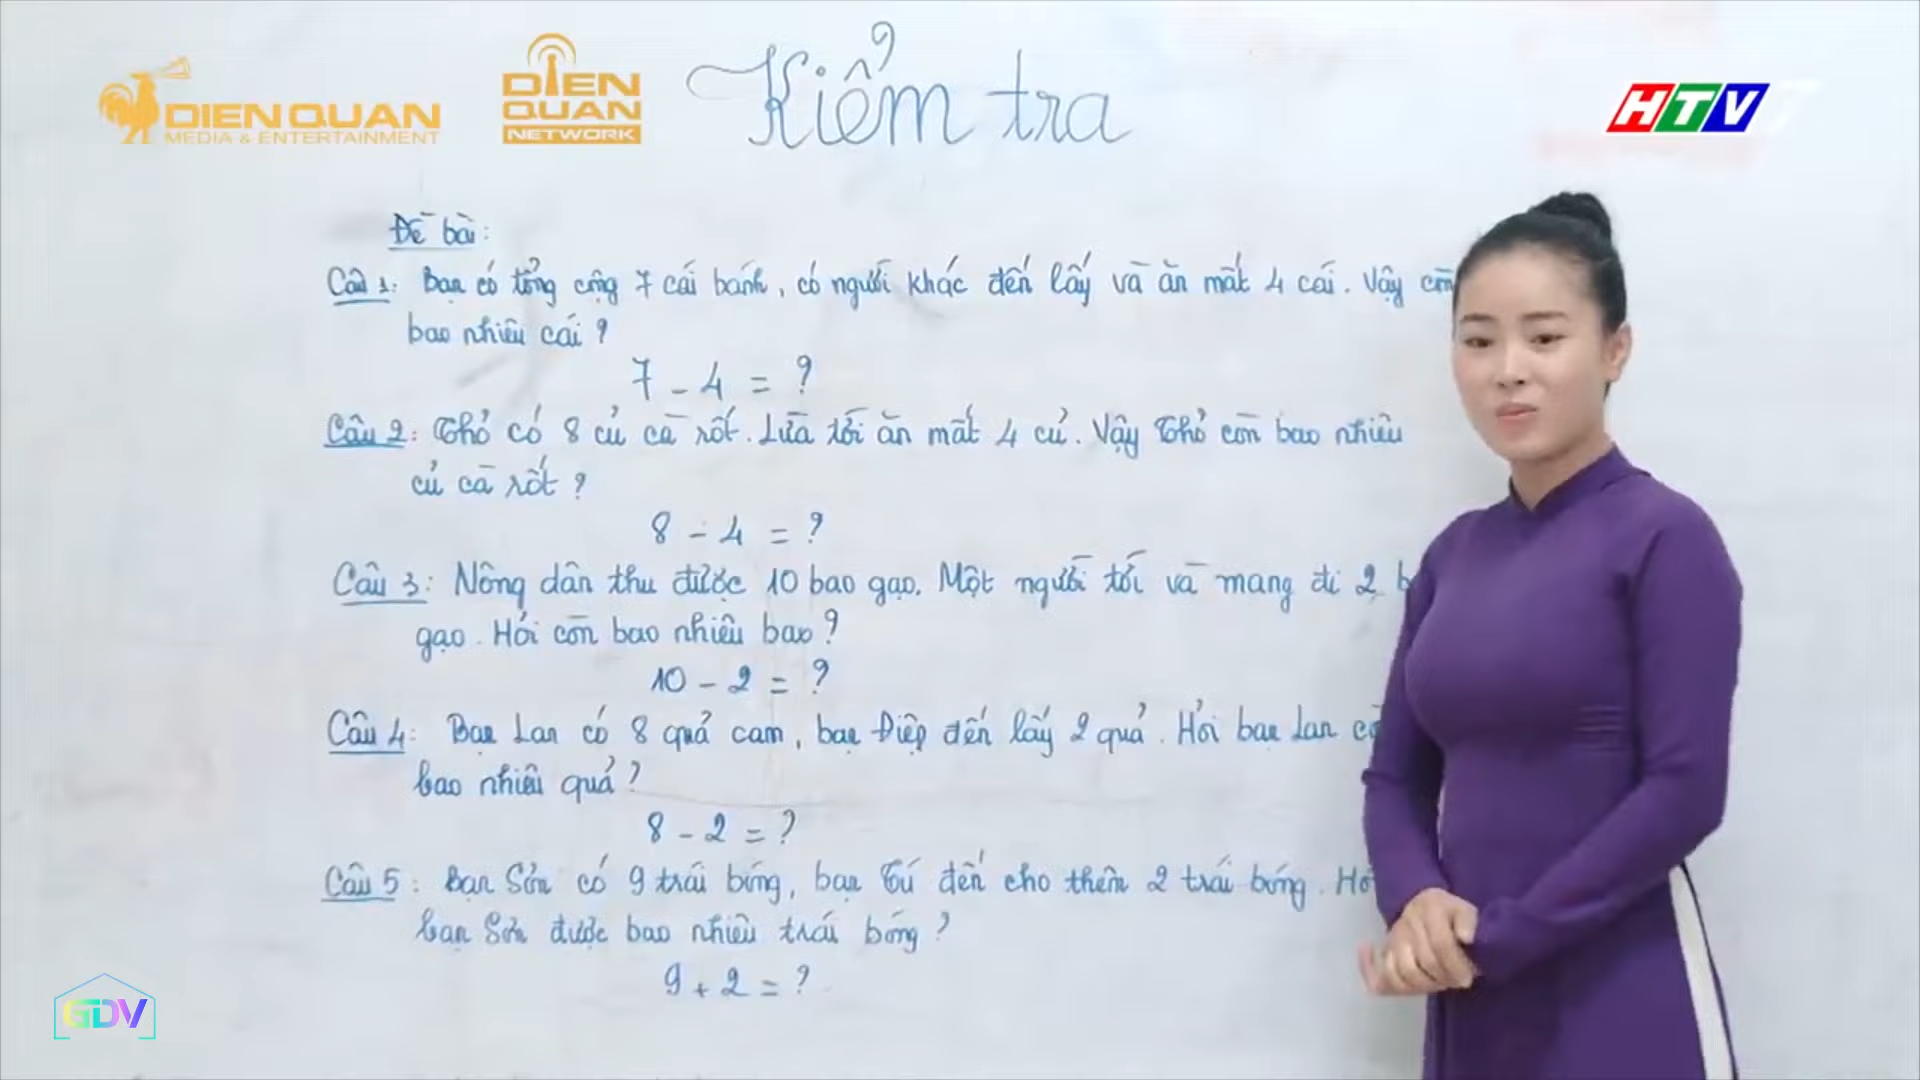 DIEN QUAN
MEDIA & ENTERTAINMENT
DIEN
QUAN
NETWORK
Kiểm tra
HTV7
Đề bài:
Câu 1: Bạn có tổng cộng 7 cái bánh, có người khác đến lấy và ăn mất 4 cái. Vậy còn
bao nhiêu cái?
7 - 4 = ?
Câu 2: Thỏ có 8 củ cà rốt. Lừa tới ăn mất 4 củ. Vậy Thỏ còn bao nhiêu
củ cà rốt?
8 - 4 = ?
Câu 3: Nông dân thu được 10 bao gạo. Một người tới và mang đi 2 b
gạo. Hỏi còn bao nhiêu bao?
10 - 2 = ?
Câu 4: Bạn Lan có 8 quả cam, bạn Điệp đến lấy 2 quả. Hỏi bạn Lan cò
bao nhiêu quả?
8 - 2 = ?
Câu 5: Bạn Sơn có 9 trái bóng, bạn Tú đến cho thêm 2 trái bóng. Hỏ
bạn Sơn được bao nhiêu trái bóng?
9 + 2 = ?
GDV